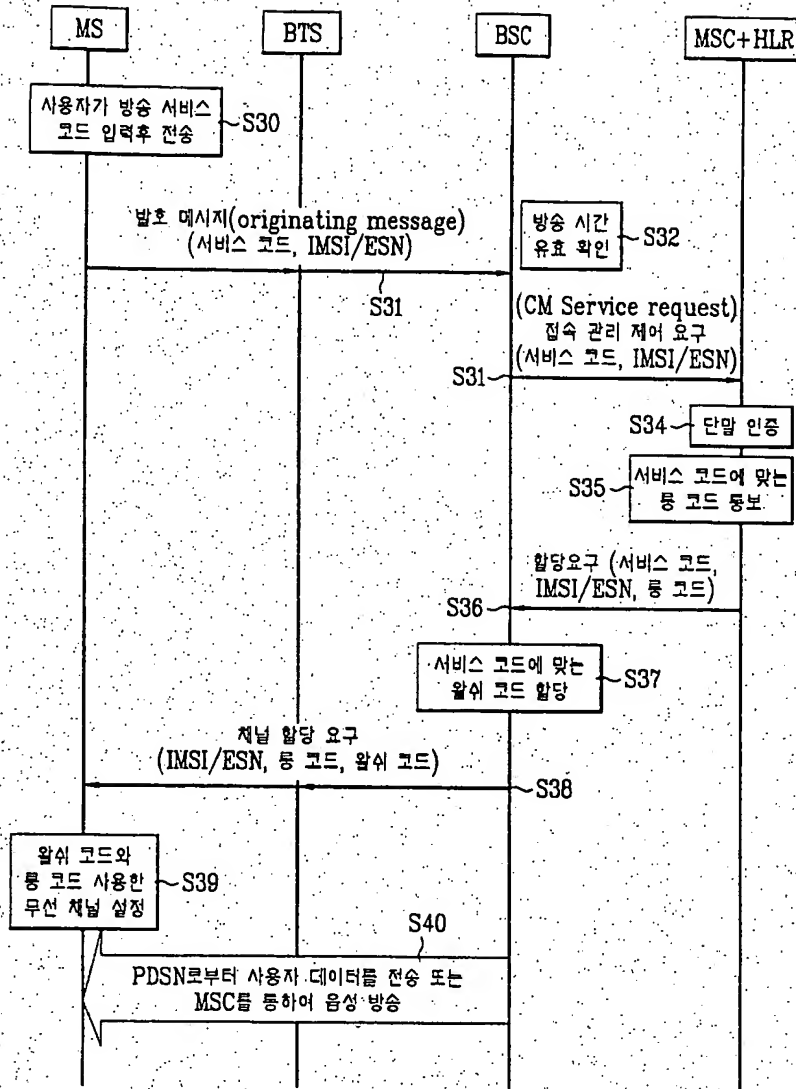 MS
BTS
BSC
MSC+HLR
사용자가 방송 서비스
코드 입력후 전송
S30
발호 메시지(originating message)
(서비스 코드, IMSI/ESN)
S31
방송 시간
유효 확인
S32
(CM Service request)
접속 관리 제어 요구
(서비스 코드, IMSI/ESN)
S31
S34
단말 인증
S35
서비스 코드에 맞는
롱 코드 통보
할당요구 (서비스 코드,
IMSI/ESN, 롱 코드)
S36
서비스 코드에 맞는
왈쉬 코드 할당
S37
채널 할당 요구
(IMSI/ESN, 롱 코드, 왈쉬 코드)
S38
왈쉬 코드와
롱 코드 사용한
무선 채널 설정
S39
S40
PDSN로부터 사용자 데이터를 전송 또는
MSC를 통하여 음성 방송